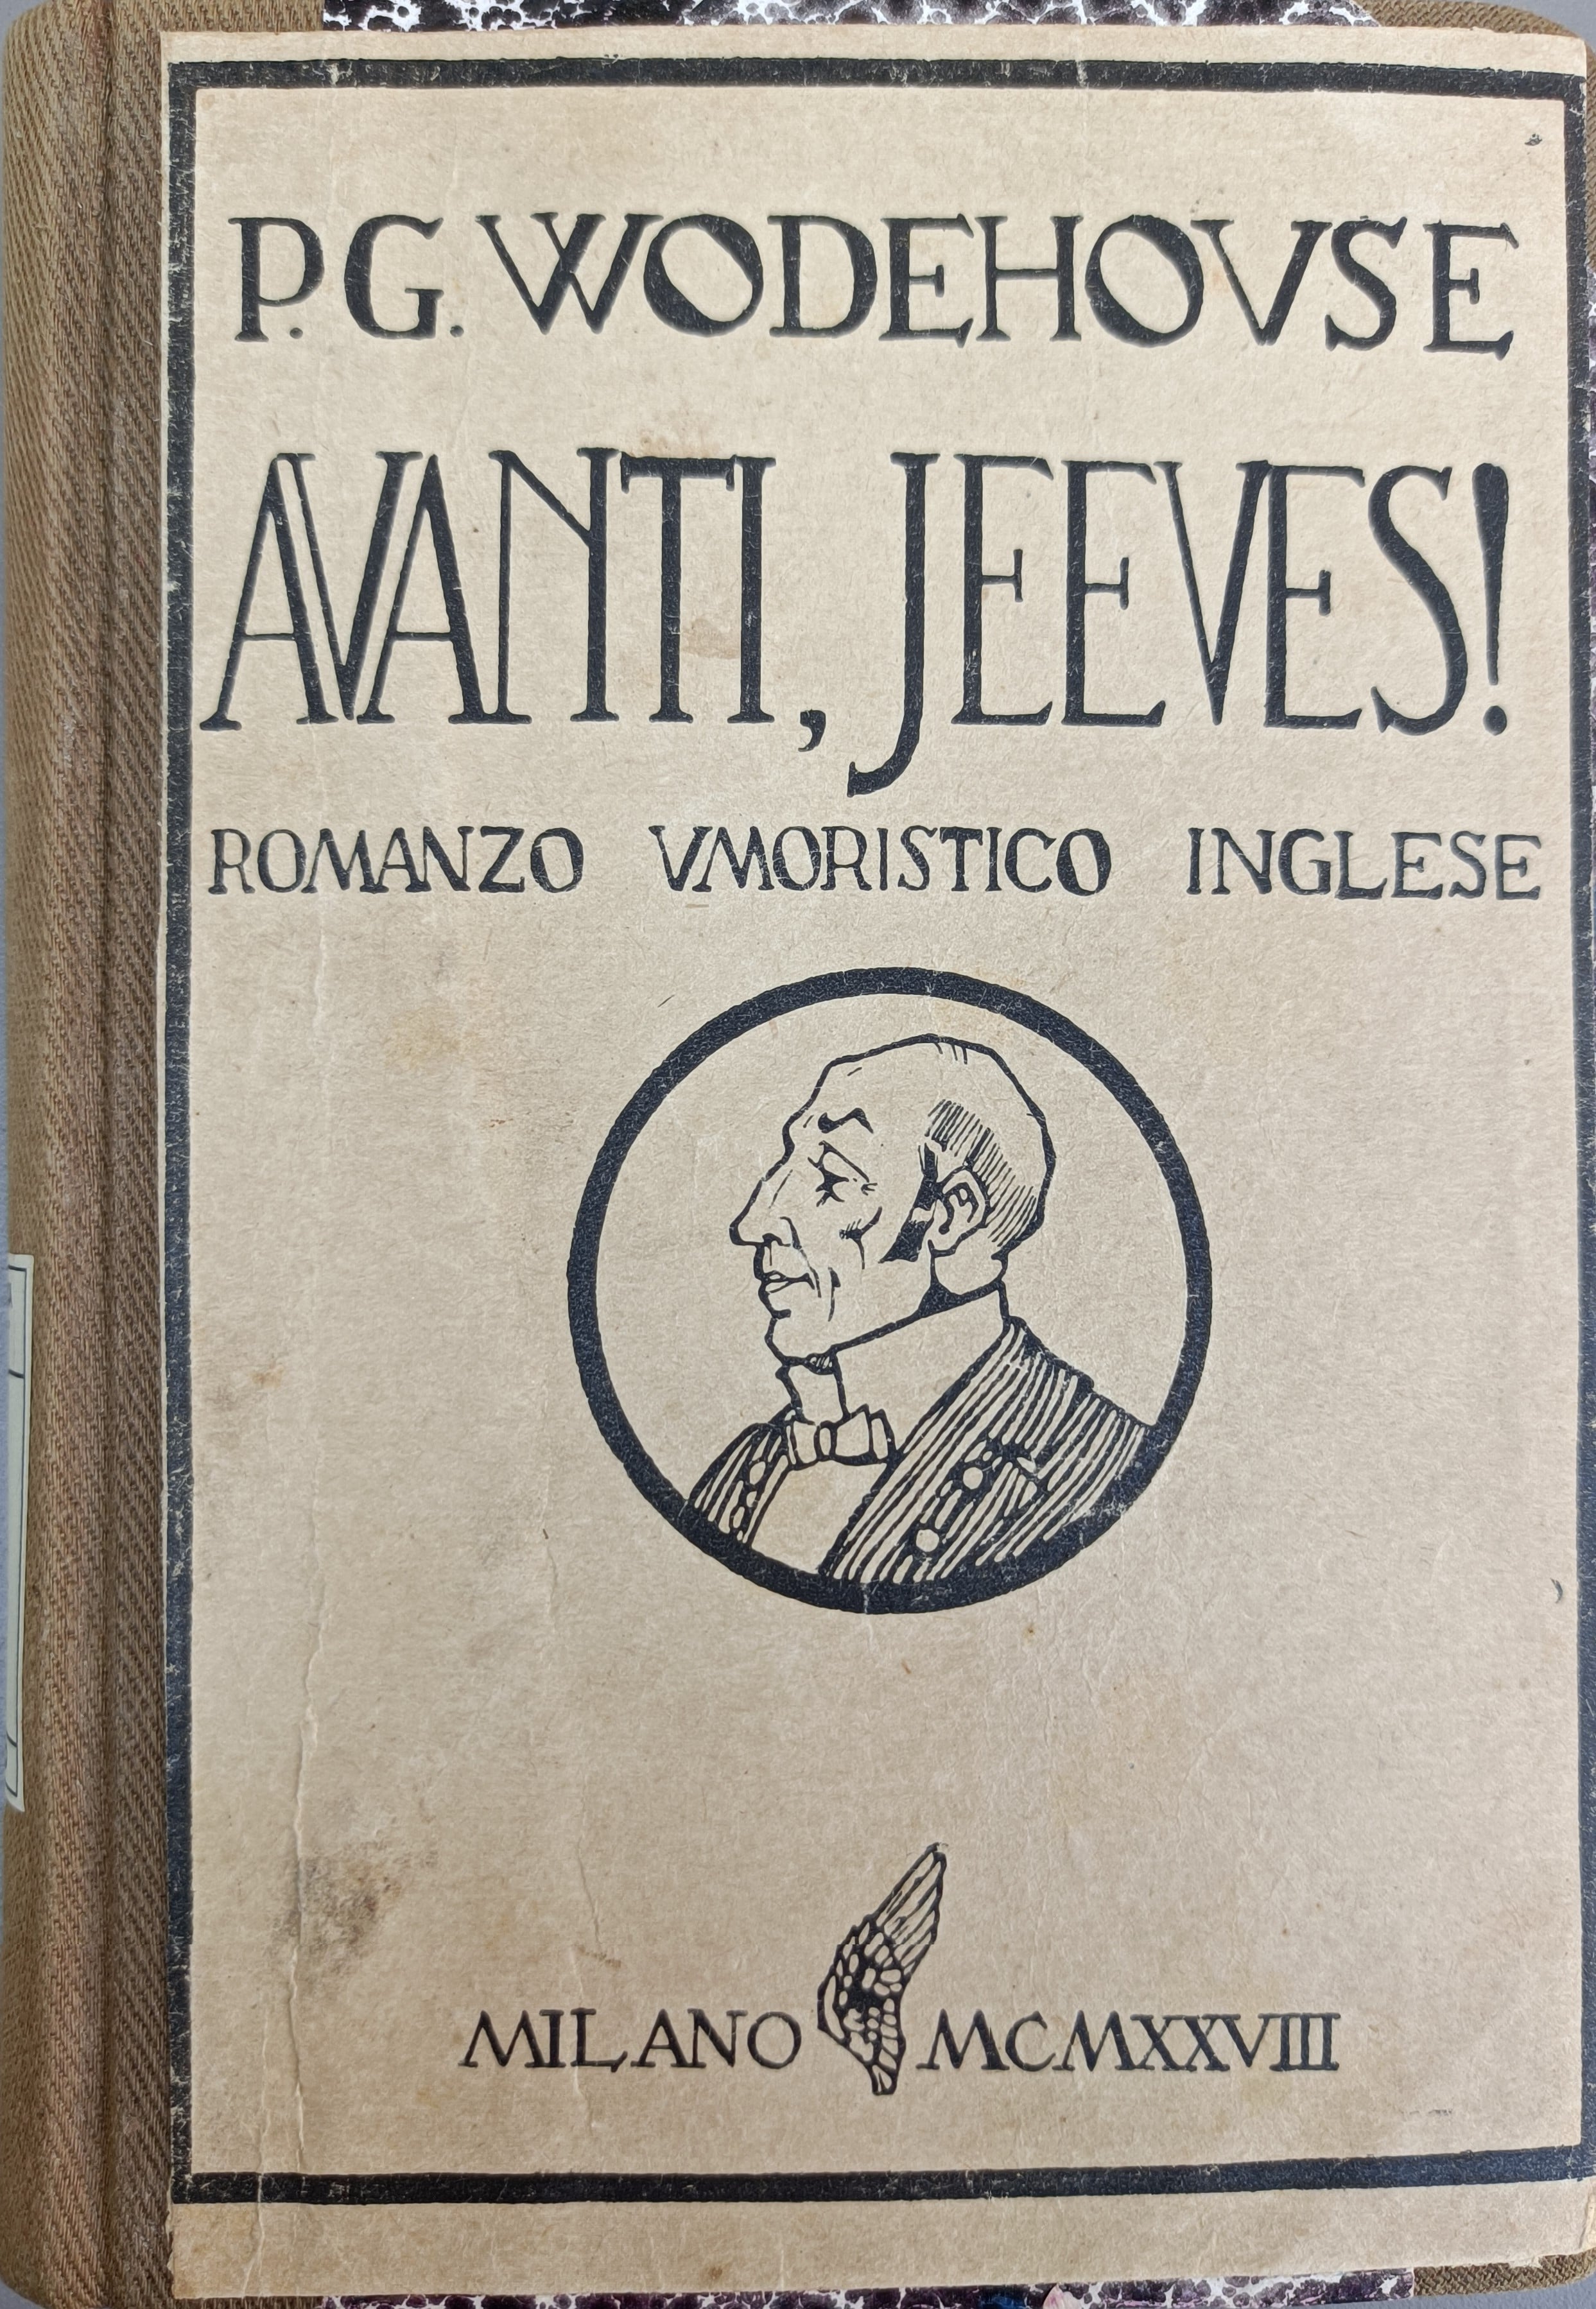 P. G. WODEHOVSE
AVANTI, JEEVES!
ROMANZO VMORISTICO INGLESE
MILANO MCMXXVIII